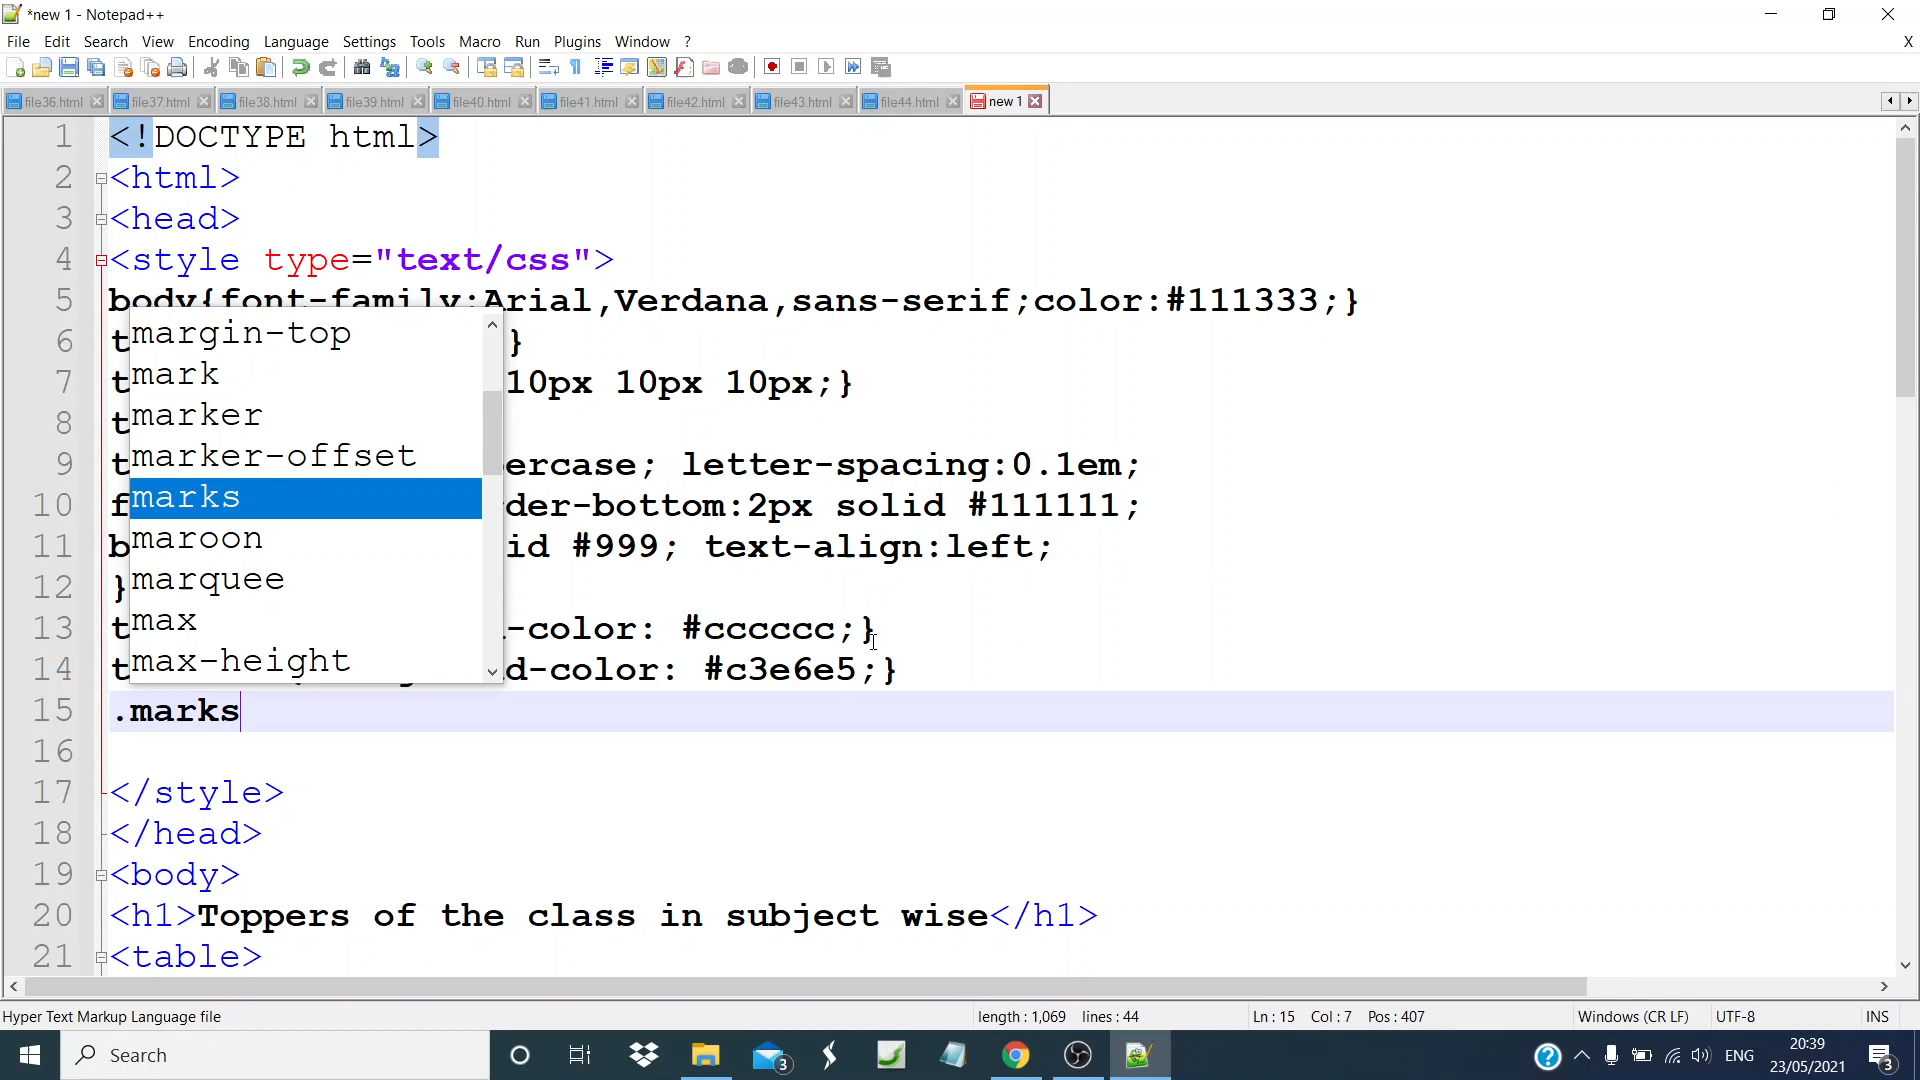 *new 1 - Notepad++
File Edit Search View Encoding Language Settings Tools Macro Run Plugins Window ? X
file36.html file37.html file38.html file39.html file40.html file41.html file42.html file43.html file44.html new 1
1 <!DOCTYPE html>
2 <html>
3 <head>
4 <style type="text/css">
5 body{font-family:Arial,Verdana,sans-serif;color:#111333;}
6 t }
7 t 10px 10px 10px;}
8 t
9 t ercase; letter-spacing:0.1em;
10 f der-bottom:2px solid #111111;
11 b id #999; text-align:left;
12 }
13 t -color: #cccccc;}
14 t d-color: #c3e6e5;}
margin-top
mark
marker
marker-offset
marks
maroon
marquee
max
max-height
15 .marks
16
17 </style>
18 </head>
19 <body>
20 <h1>Toppers of the class in subject wise</h1>
21 <table>
Hyper Text Markup Language file length : 1,069 lines : 44 Ln : 15 Col : 7 Pos : 407 Windows (CR LF) UTF-8 INS
Search 3 ENG 20:39 3
23/05/2021